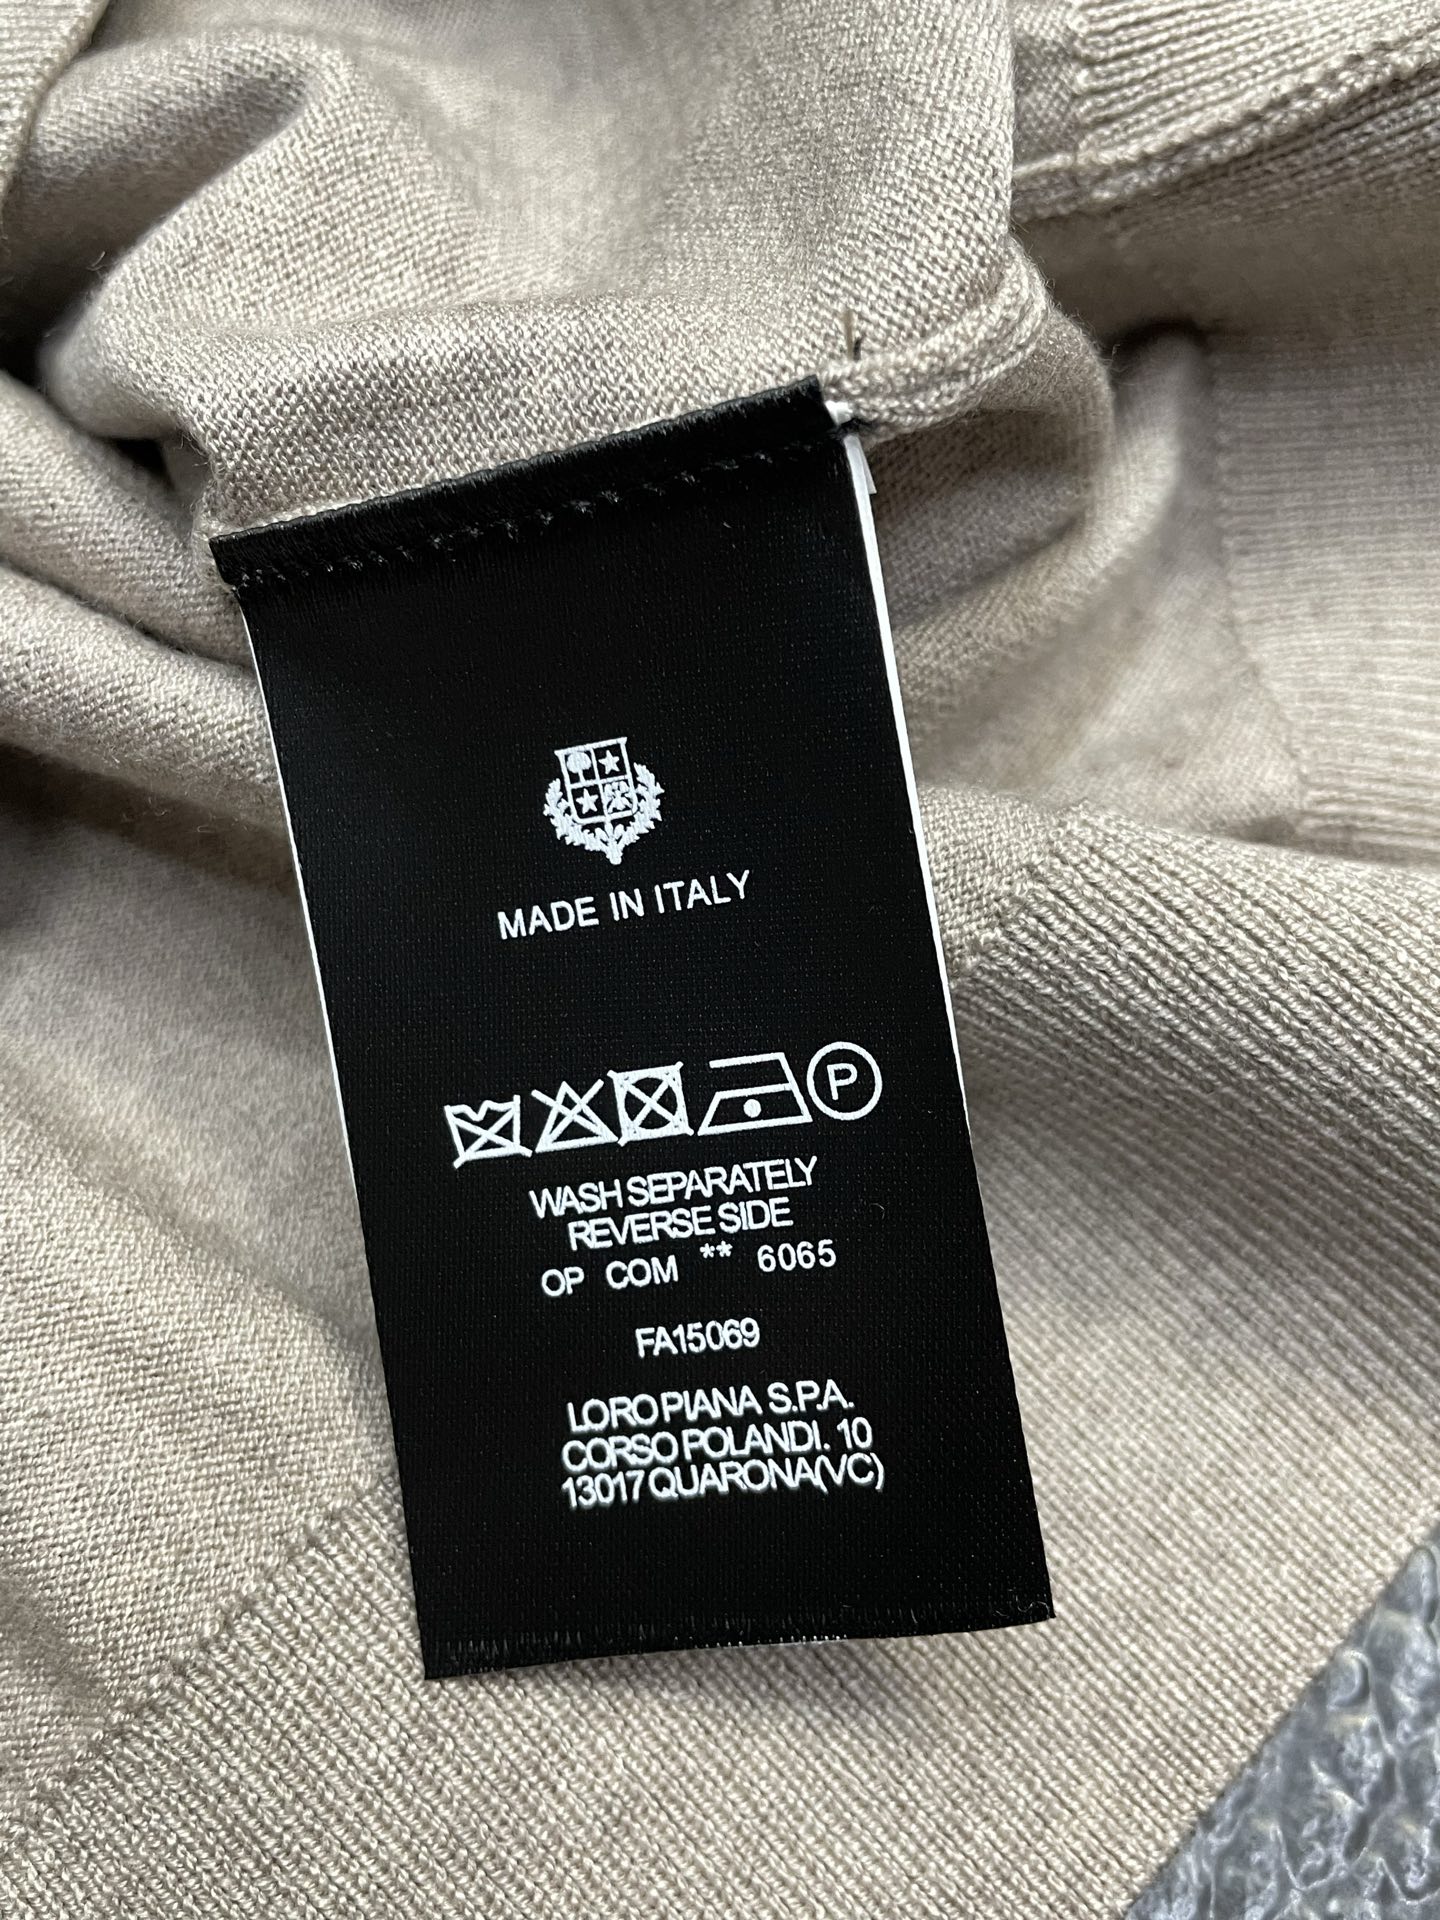 MADE IN ITALY
P
WASH SEPARATELY
REVERSE SIDE
OP COM ** 6065
FA15069
LORO PIANA S.P.A.
CORSO POLANDI. 10
13017 QUARONA(VC)